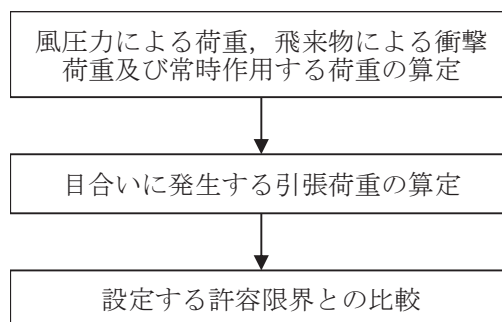 風圧力による荷重，飛来物による衝撃
荷重及び常時作用する荷重の算定
目合いに発生する引張荷重の算定
設定する許容限界との比較